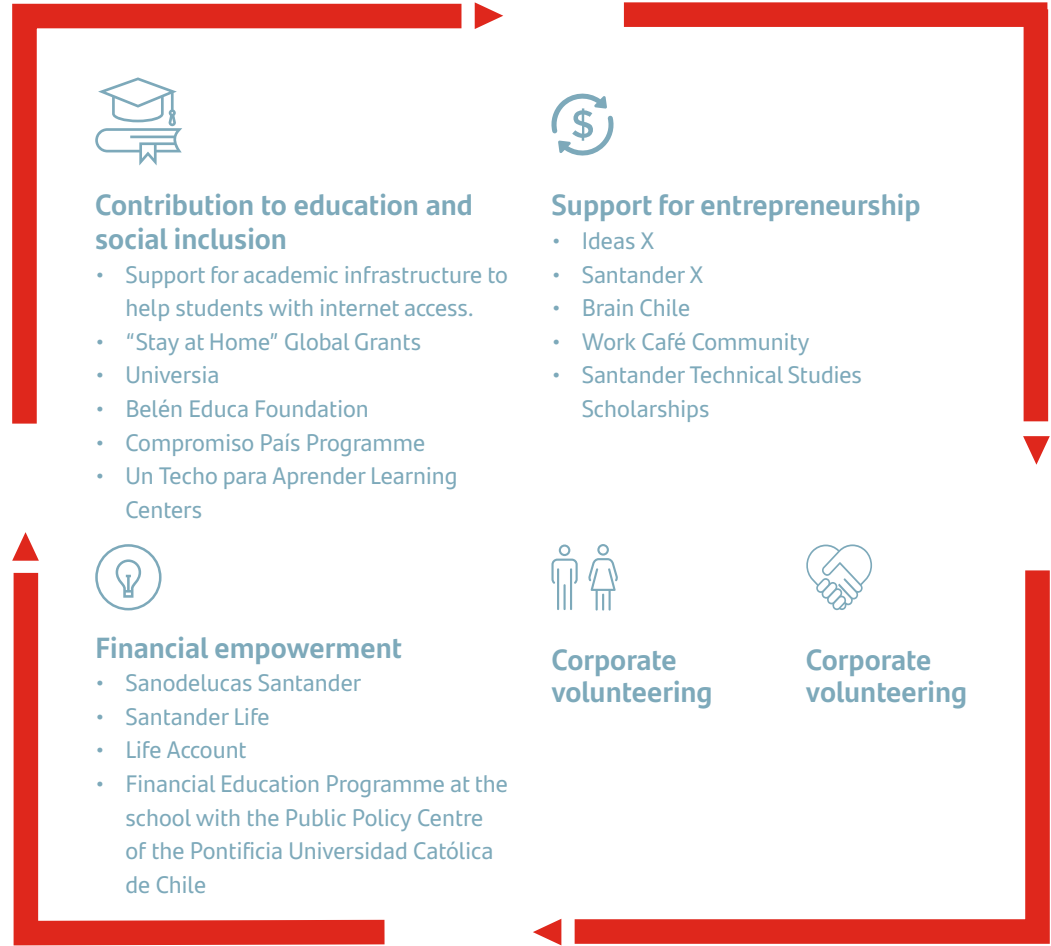 Contribution to education and
social inclusion
• Support for academic infrastructure to
help students with internet access.
• “Stay at Home” Global Grants
• Universia
• Belén Educa Foundation
• Compromiso País Programme
• Un Techo para Aprender Learning
Centers
$
Support for entrepreneurship
• Ideas X
• Santander X
• Brain Chile
• Work Café Community
• Santander Technical Studies
Scholarships
Financial empowerment
• Sanodelucas Santander
• Santander Life
• Life Account
• Financial Education Programme at the
school with the Public Policy Centre
of the Pontificia Universidad Católica
de Chile
Corporate
volunteering
Corporate
volunteering